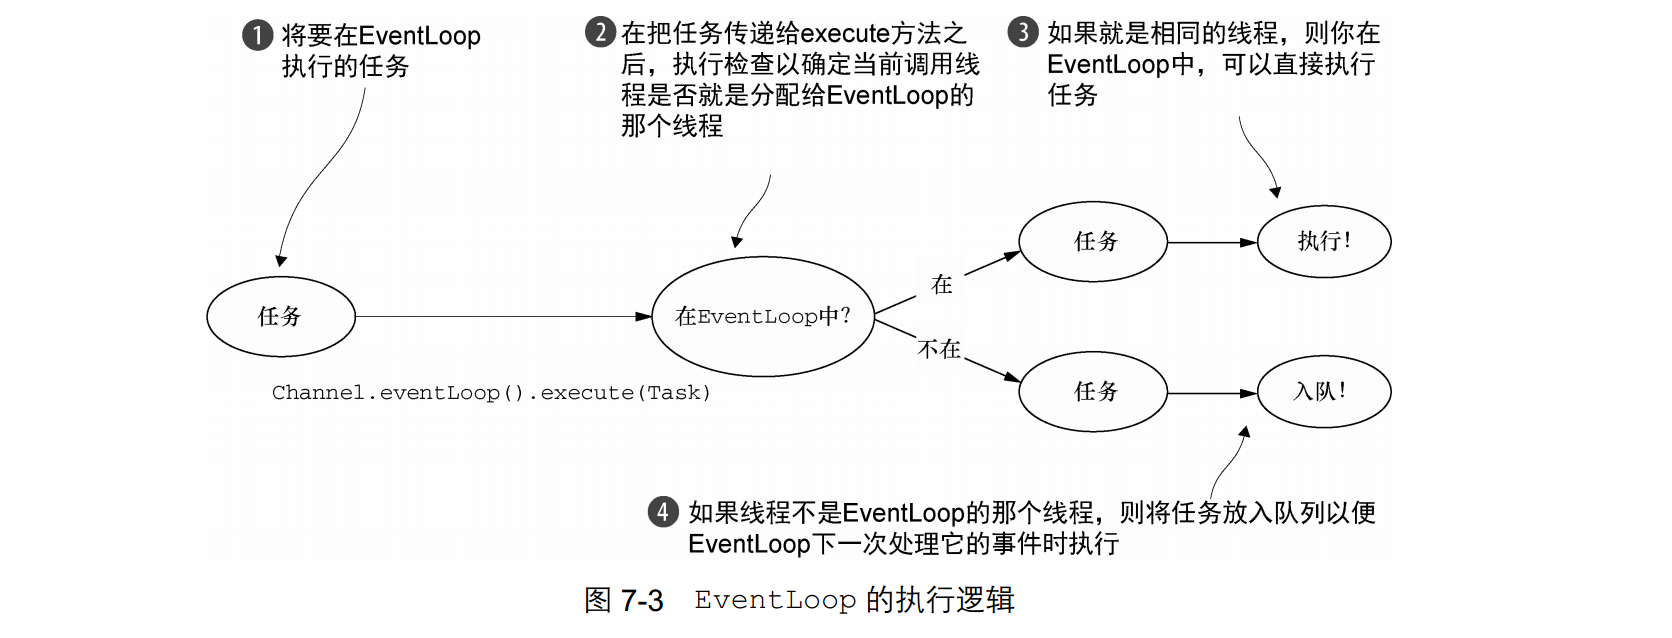 1 将要在EventLoop
执行的任务
2 在把任务传递给execute方法之
后，执行检查以确定当前调用线
程是否就是分配给EventLoop的
那个线程
3 如果就是相同的线程，则你在
EventLoop中，可以直接执行
任务
任务
在EventLoop中?
在
任务
执行!
不在
任务
入队!
Channel.eventLoop().execute(Task)
4 如果线程不是EventLoop的那个线程，则将任务放入队列以便
EventLoop下一次处理它的事件时执行
图 7-3 EventLoop 的执行逻辑